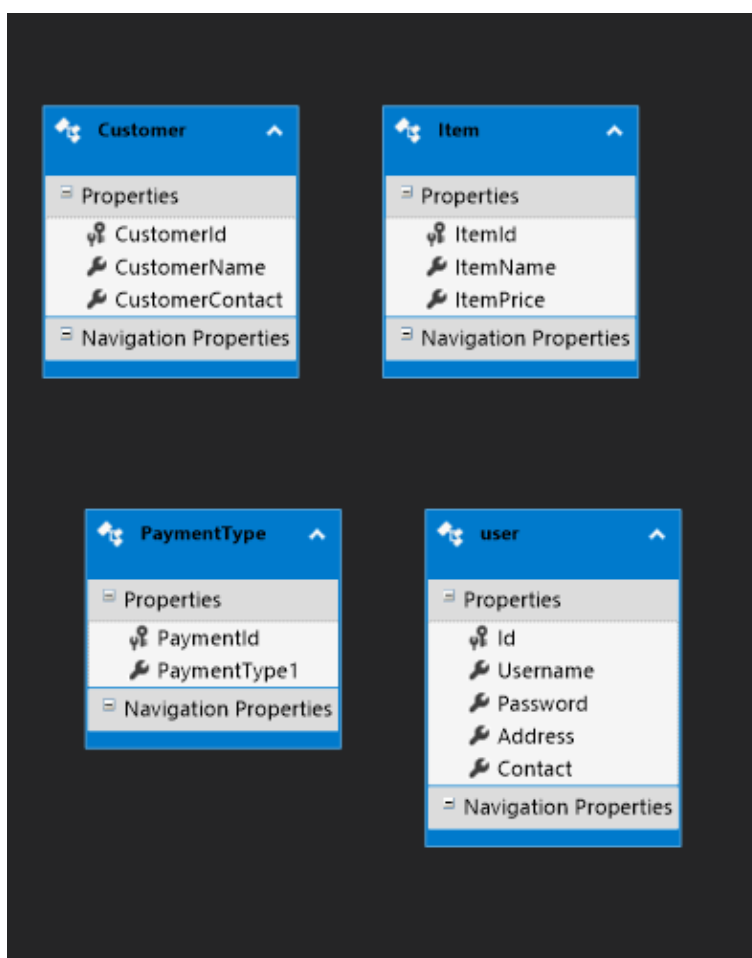 Customer
Properties
CustomerId
CustomerName
CustomerContact
Navigation Properties
Item
Properties
ItemId
ItemName
ItemPrice
Navigation Properties
PaymentType
Properties
PaymentId
PaymentType1
Navigation Properties
user
Properties
Id
Username
Password
Address
Contact
Navigation Properties